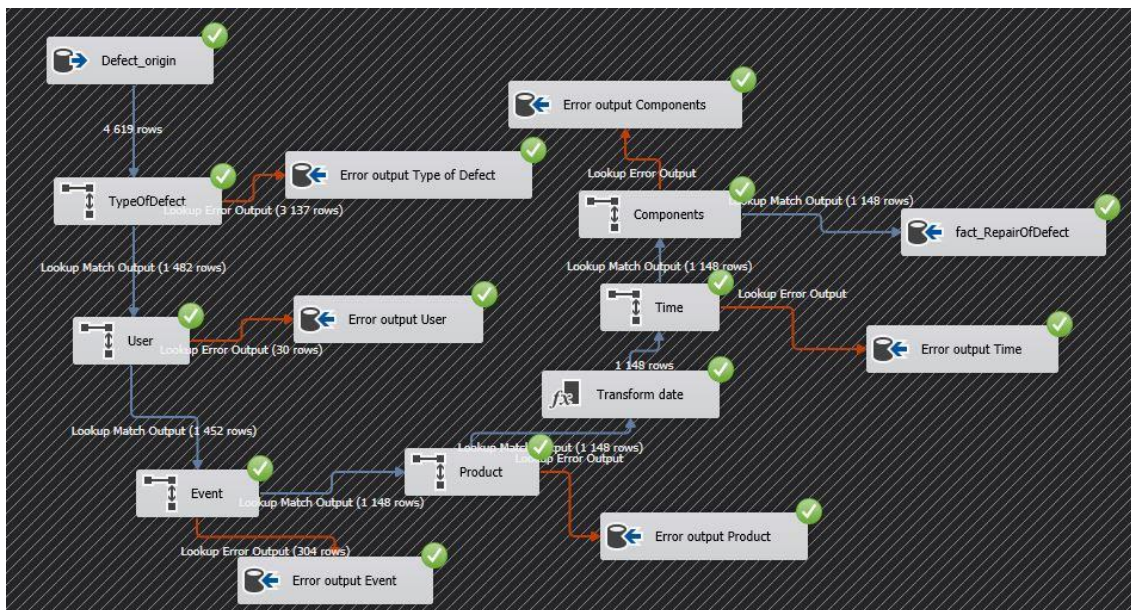 Defect_origin
4 619 rows
TypeOfDefect
Lookup Error Output (3 137 rows)
Error output Type of Defect
Lookup Match Output (1 482 rows)
User
Lookup Error Output (30 rows)
Error output User
Lookup Match Output (1 452 rows)
Event
Lookup Error Output (304 rows)
Error output Event
Lookup Match Output (1 148 rows)
Product
Lookup Error Output
Error output Product
Lookup Match Output (1 148 rows)
fx
Transform date
1 148 rows
Time
Lookup Error Output
Error output Time
Lookup Match Output (1 148 rows)
Components
Lookup Error Output
Error output Components
Lookup Match Output (1 148 rows)
fact_RepairOfDefect